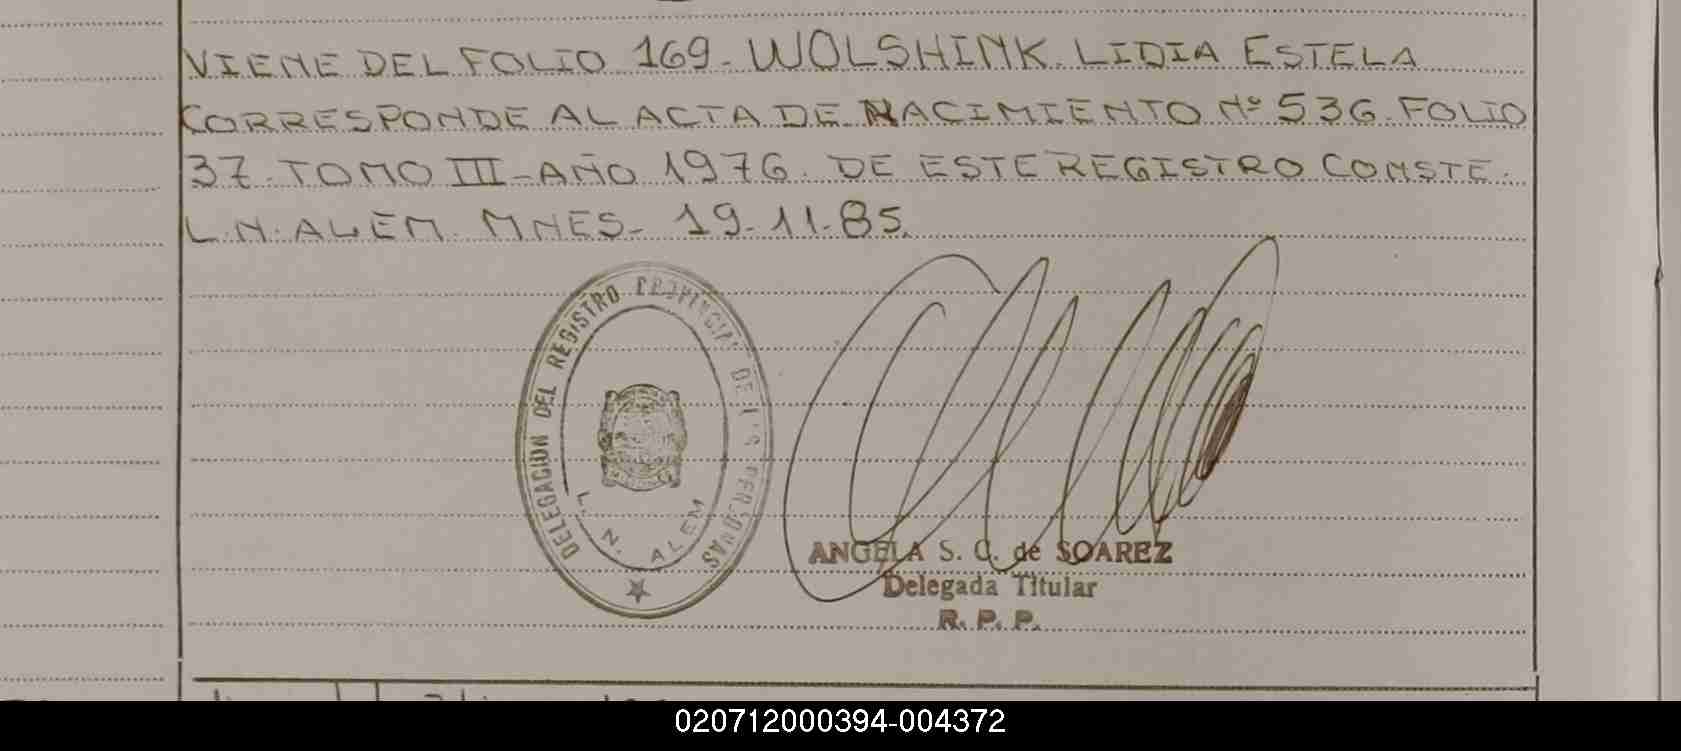 VIENE DEL FOLIO 169- WOLSHINK. LIDIA ESTELA
CORRESPONDE AL ACTA DE NACIMIENTO Nº 536. FOLIO
37. TOMO III - AÑO 1976. DE ESTE REGISTRO CONSTE.
L.N. ALEM. MNES- 19-11-85.
DELEGACION DEL REGISTRO PROVINCIAL DE LAS PERSONAS
L. N. ALEM
ANGELA S. C. de SOAREZ
Delegada Titular
R. P. P.
020712000394-004372